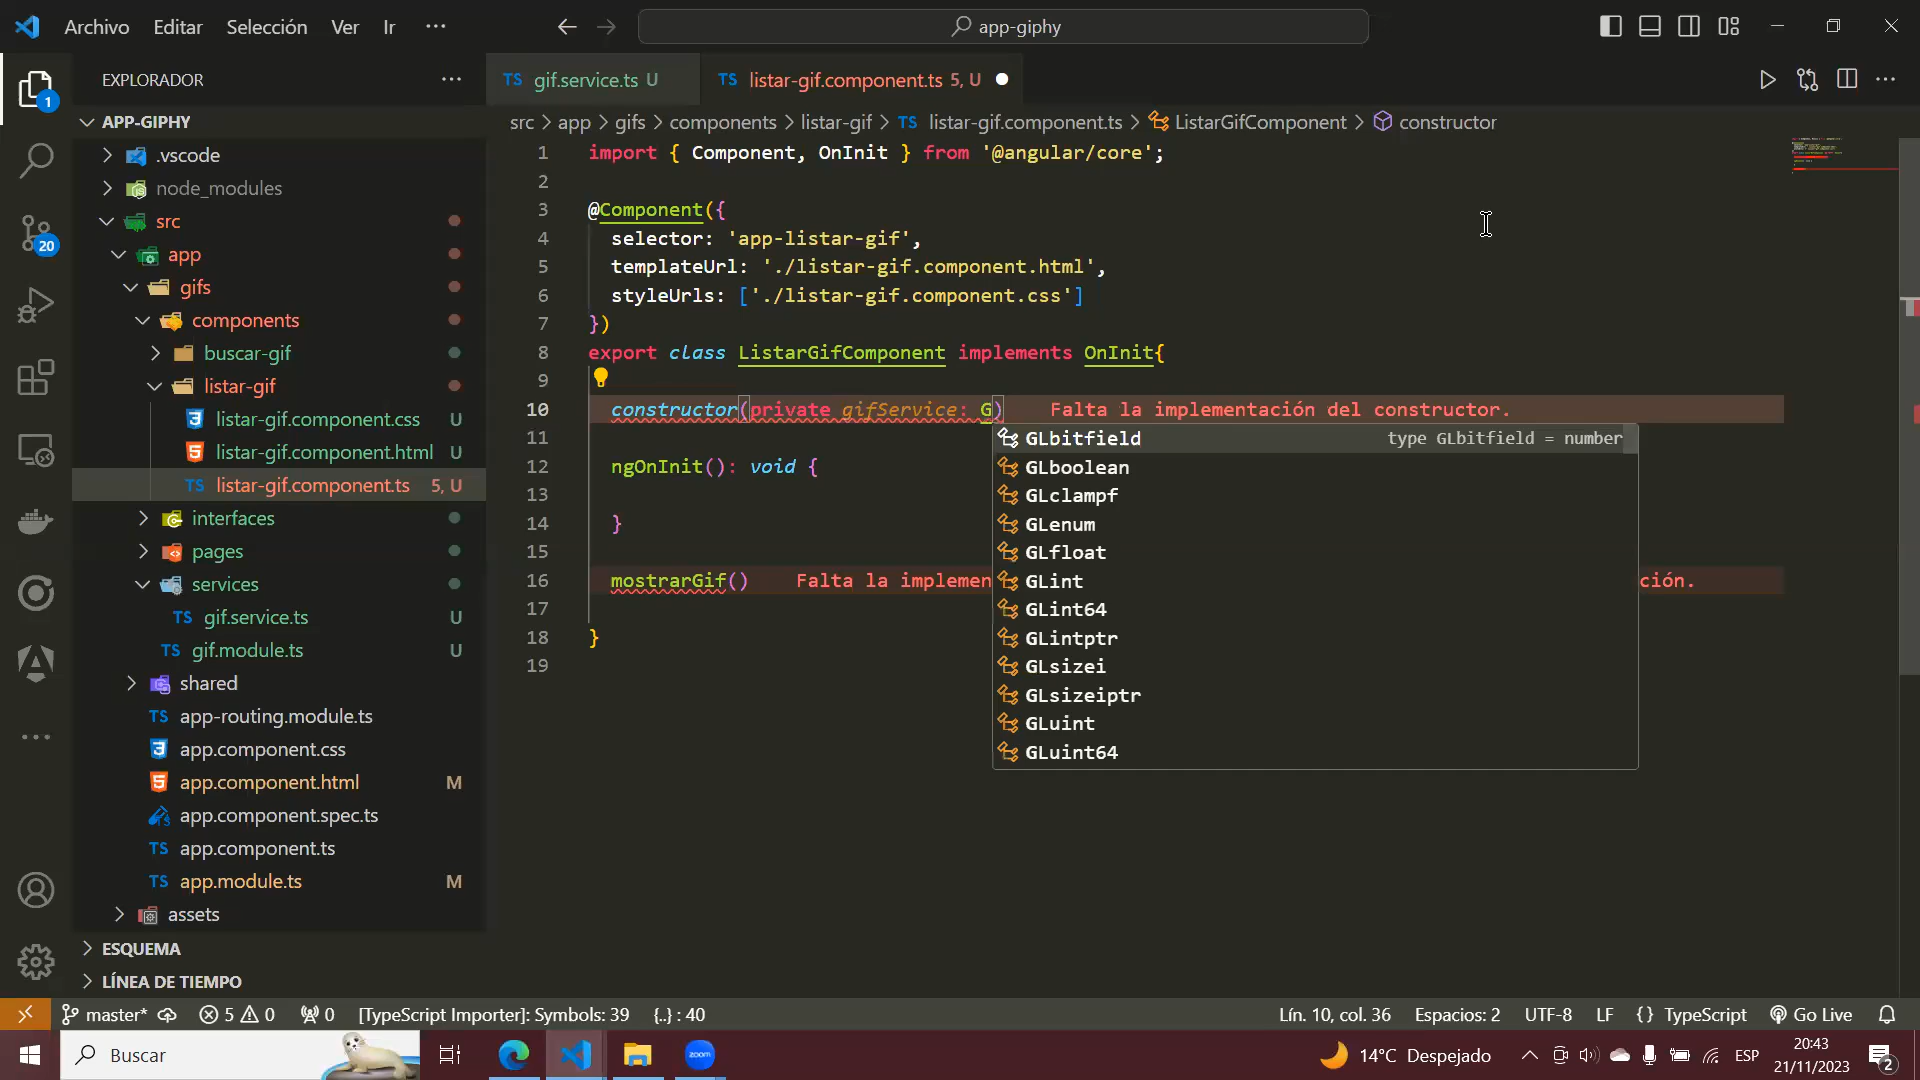 Archivo Editar Selección Ver Ir ··· app-giphy
EXPLORADOR ···
TS gif.service.ts U TS listar-gif.component.ts 5, U
1
APP-GIPHY
src > app > gifs > components > listar-gif > TS listar-gif.component.ts > ListarGifComponent > constructor
.vscode
node_modules
src
20
app
gifs
components
buscar-gif
listar-gif
listar-gif.component.css U
listar-gif.component.html U
TS listar-gif.component.ts 5, U
interfaces
pages
services
TS gif.service.ts U
TS gif.module.ts U
shared
TS app-routing.module.ts
app.component.css
app.component.html M
app.component.spec.ts
TS app.component.ts
TS app.module.ts M
assets
ESQUEMA
LÍNEA DE TIEMPO
1 import { Component, OnInit } from '@angular/core';
2
3 @Component({
4 selector: 'app-listar-gif',
5 templateUrl: './listar-gif.component.html',
6 styleUrls: ['./listar-gif.component.css']
7 })
8 export class ListarGifComponent implements OnInit{
9
10 constructor(private gifService: G) Falta la implementación del constructor.
11
12 ngOnInit(): void {
13
14 }
15
16 mostrarGif() Falta la implemen ción.
17
18 }
19
GLbitfield type GLbitfield = number
GLboolean
GLclampf
GLenum
GLfloat
GLint
GLint64
GLintptr
GLsizei
GLsizeiptr
GLuint
GLuint64
master* 5 0 0 [TypeScript Importer]: Symbols: 39 {..} : 40 Lín. 10, col. 36 Espacios: 2 UTF-8 LF {} TypeScript Go Live
Buscar zoom 14°C Despejado ESP 20:43
21/11/2023 2